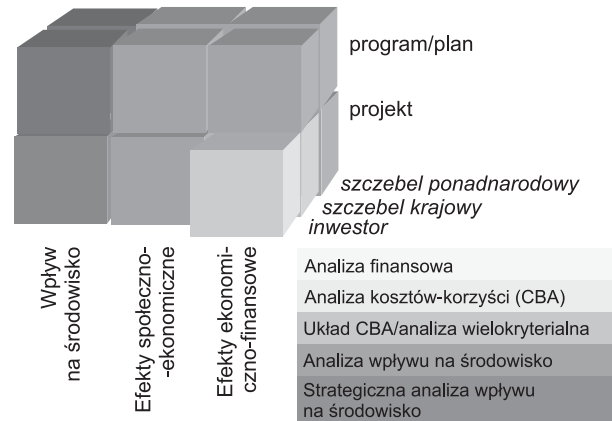 program/plan
projekt
szczebel ponadnarodowy
szczebel krajowy
inwestor
Wpływ
na środowisko
Efekty społeczno-
-ekonomiczne
Efekty ekonomi-
czno-finansowe
Analiza finansowa
Analiza kosztów-korzyści (CBA)
Układ CBA/analiza wielokryterialna
Analiza wpływu na środowisko
Strategiczna analiza wpływu
na środowisko